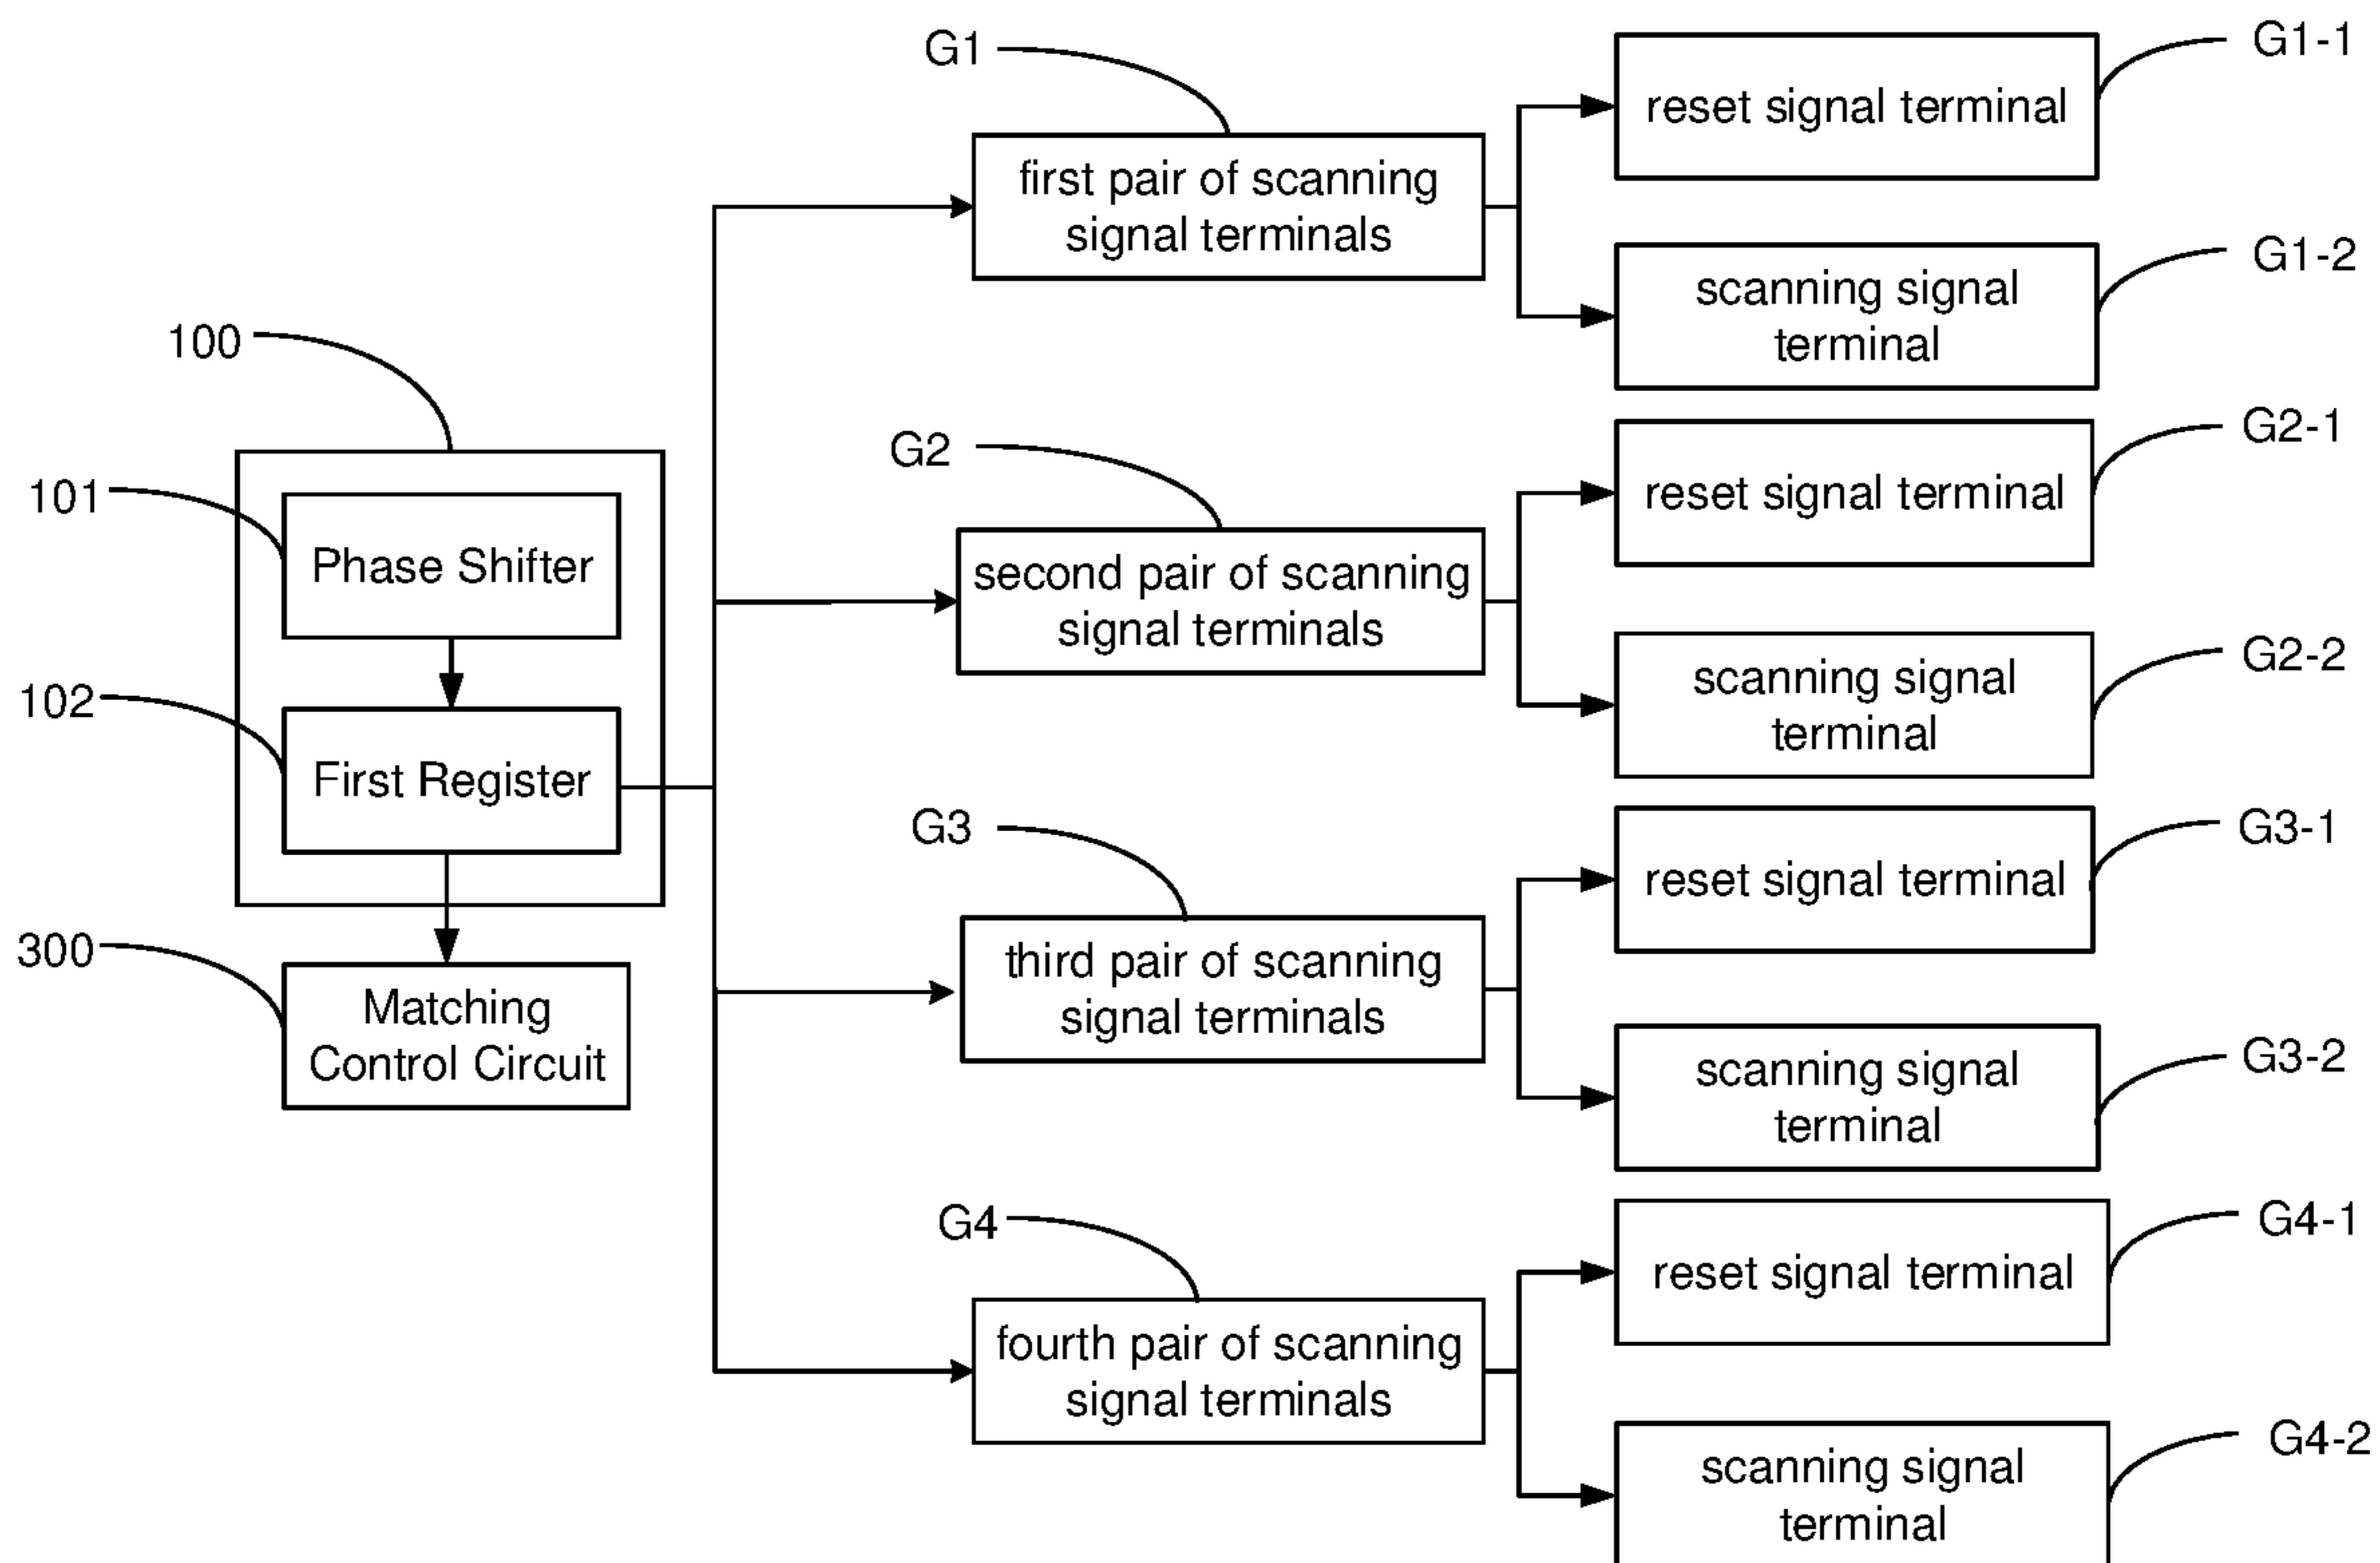 G1
G1-1
reset signal terminal
first pair of scanning
signal terminals
G1-2
scanning signal
terminal
100
G2
G2-1
reset signal terminal
101
Phase Shifter
second pair of scanning
signal terminals
G2-2
scanning signal
terminal
102
First Register
G3
G3-1
reset signal terminal
300
Matching
Control Circuit
third pair of scanning
signal terminals
G3-2
scanning signal
terminal
G4
G4-1
reset signal terminal
fourth pair of scanning
signal terminals
G4-2
scanning signal
terminal